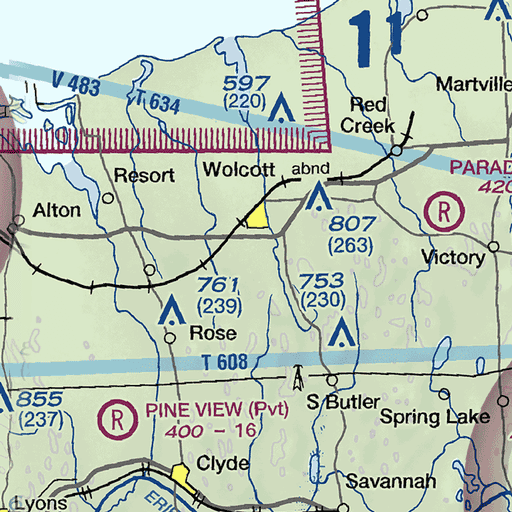 11
V 483
T 634
597
(220)
Martville
Red
Creek
Resort
Wolcott
abnd
PARAD
420
R
Alton
807
(263)
Victory
761
(239)
753
(230)
Rose
T 608
855
(237)
R
PINE VIEW (Pvt)
400 - 16
S Butler
Spring Lake
Clyde
Savannah
Lyons
ERIE